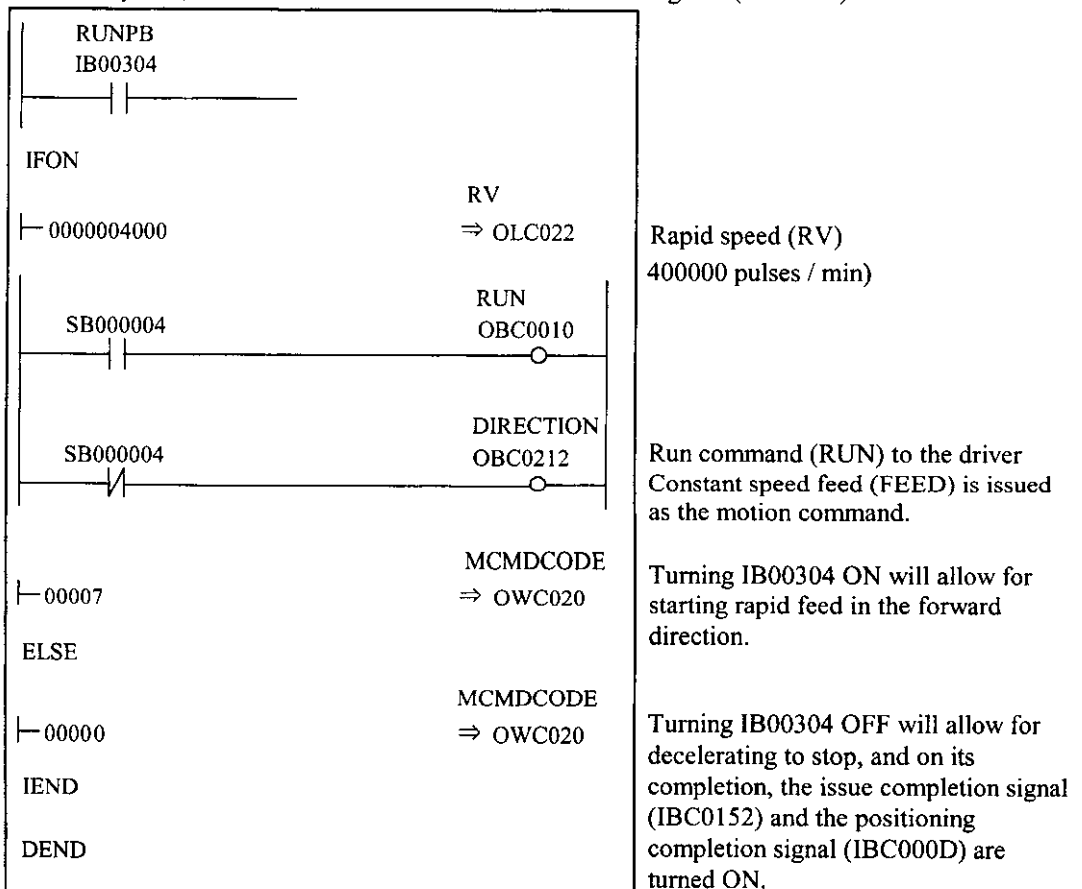 RUNPB
IB00304
IFON
RV
0000004000 ⇒ OLC022
Rapid speed (RV)
400000 pulses / min)
RUN
SB000004 OBC0010
DIRECTION
SB000004 OBC0212
Run command (RUN) to the driver
Constant speed feed (FEED) is issued
as the motion command.
MCMDCODE
00007 ⇒ OWC020
Turning IB00304 ON will allow for
starting rapid feed in the forward
direction.
ELSE
MCMDCODE
00000 ⇒ OWC020
Turning IB00304 OFF will allow for
decelerating to stop, and on its
completion, the issue completion signal
(IBC0152) and the positioning
completion signal (IBC000D) are
turned ON.
IEND
DEND